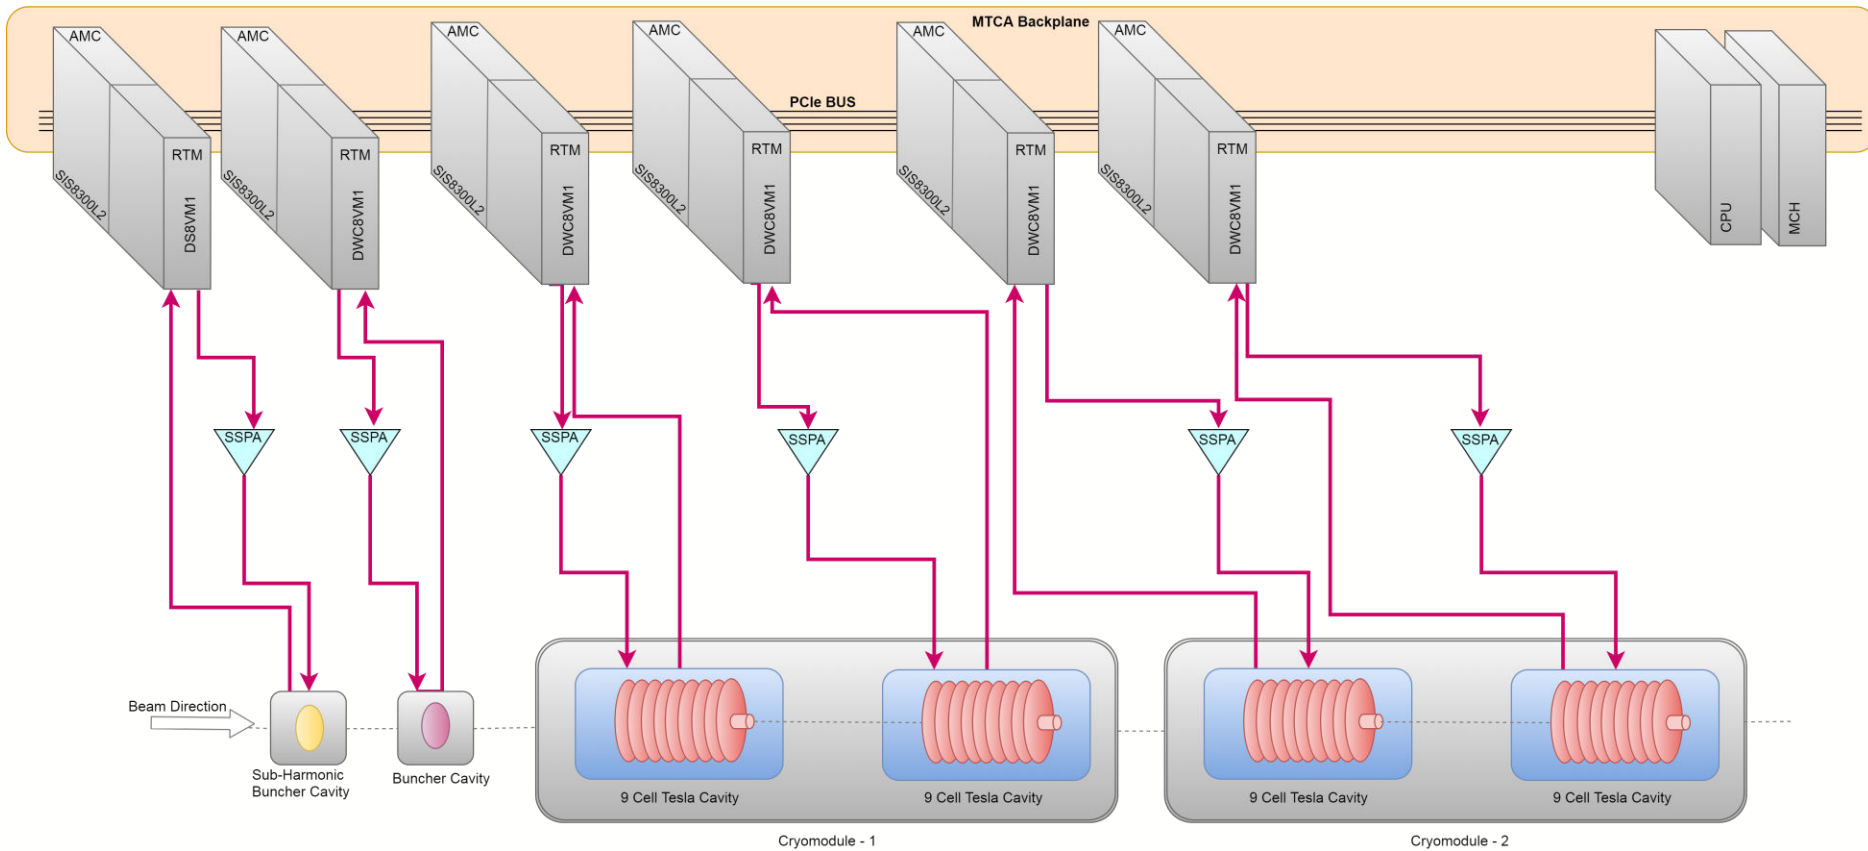 MTCA Backplane
AMC
AMC
AMC
AMC
AMC
AMC
PCIe BUS
RTM
RTM
RTM
RTM
RTM
RTM
SIS8300L2
SIS8300L2
SIS8300L2
SIS8300L2
SIS8300L2
SIS8300L2
DS8VM1
DWC8VM1
DWC8VM1
DWC8VM1
DWC8VM1
DWC8VM1
CPU
MCH
SSPA
SSPA
SSPA
SSPA
SSPA
SSPA
Beam Direction
Sub-Harmonic
Buncher Cavity
Buncher Cavity
9 Cell Tesla Cavity
9 Cell Tesla Cavity
9 Cell Tesla Cavity
9 Cell Tesla Cavity
Cryomodule - 1
Cryomodule - 2